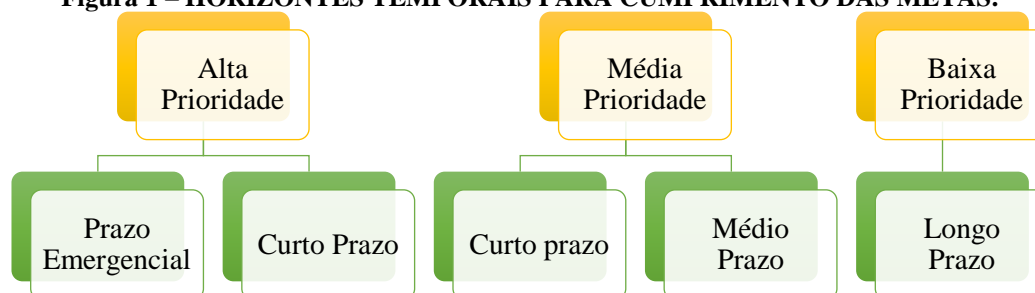 Figura 1 – HORIZONTES TEMPORAIS PARA CUMPRIMENTO DAS METAS.
Alta
Prioridade
Média
Prioridade
Baixa
Prioridade
Prazo
Emergencial
Curto Prazo
Curto prazo
Médio
Prazo
Longo
Prazo